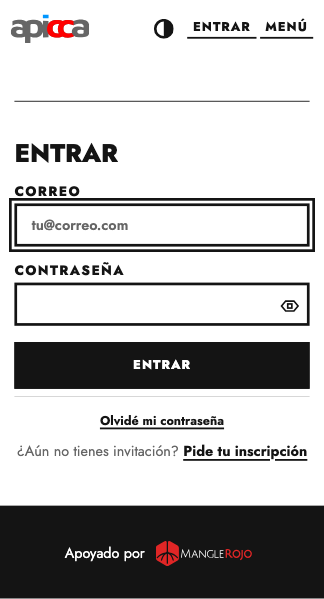 apicca
ENTRAR MENÚ
ENTRAR
CORREO
tu@correo.com
CONTRASEÑA
ENTRAR
Olvidé mi contraseña
¿Aún no tienes invitación? Pide tu inscripción
Apoyado por MANGLEROJO